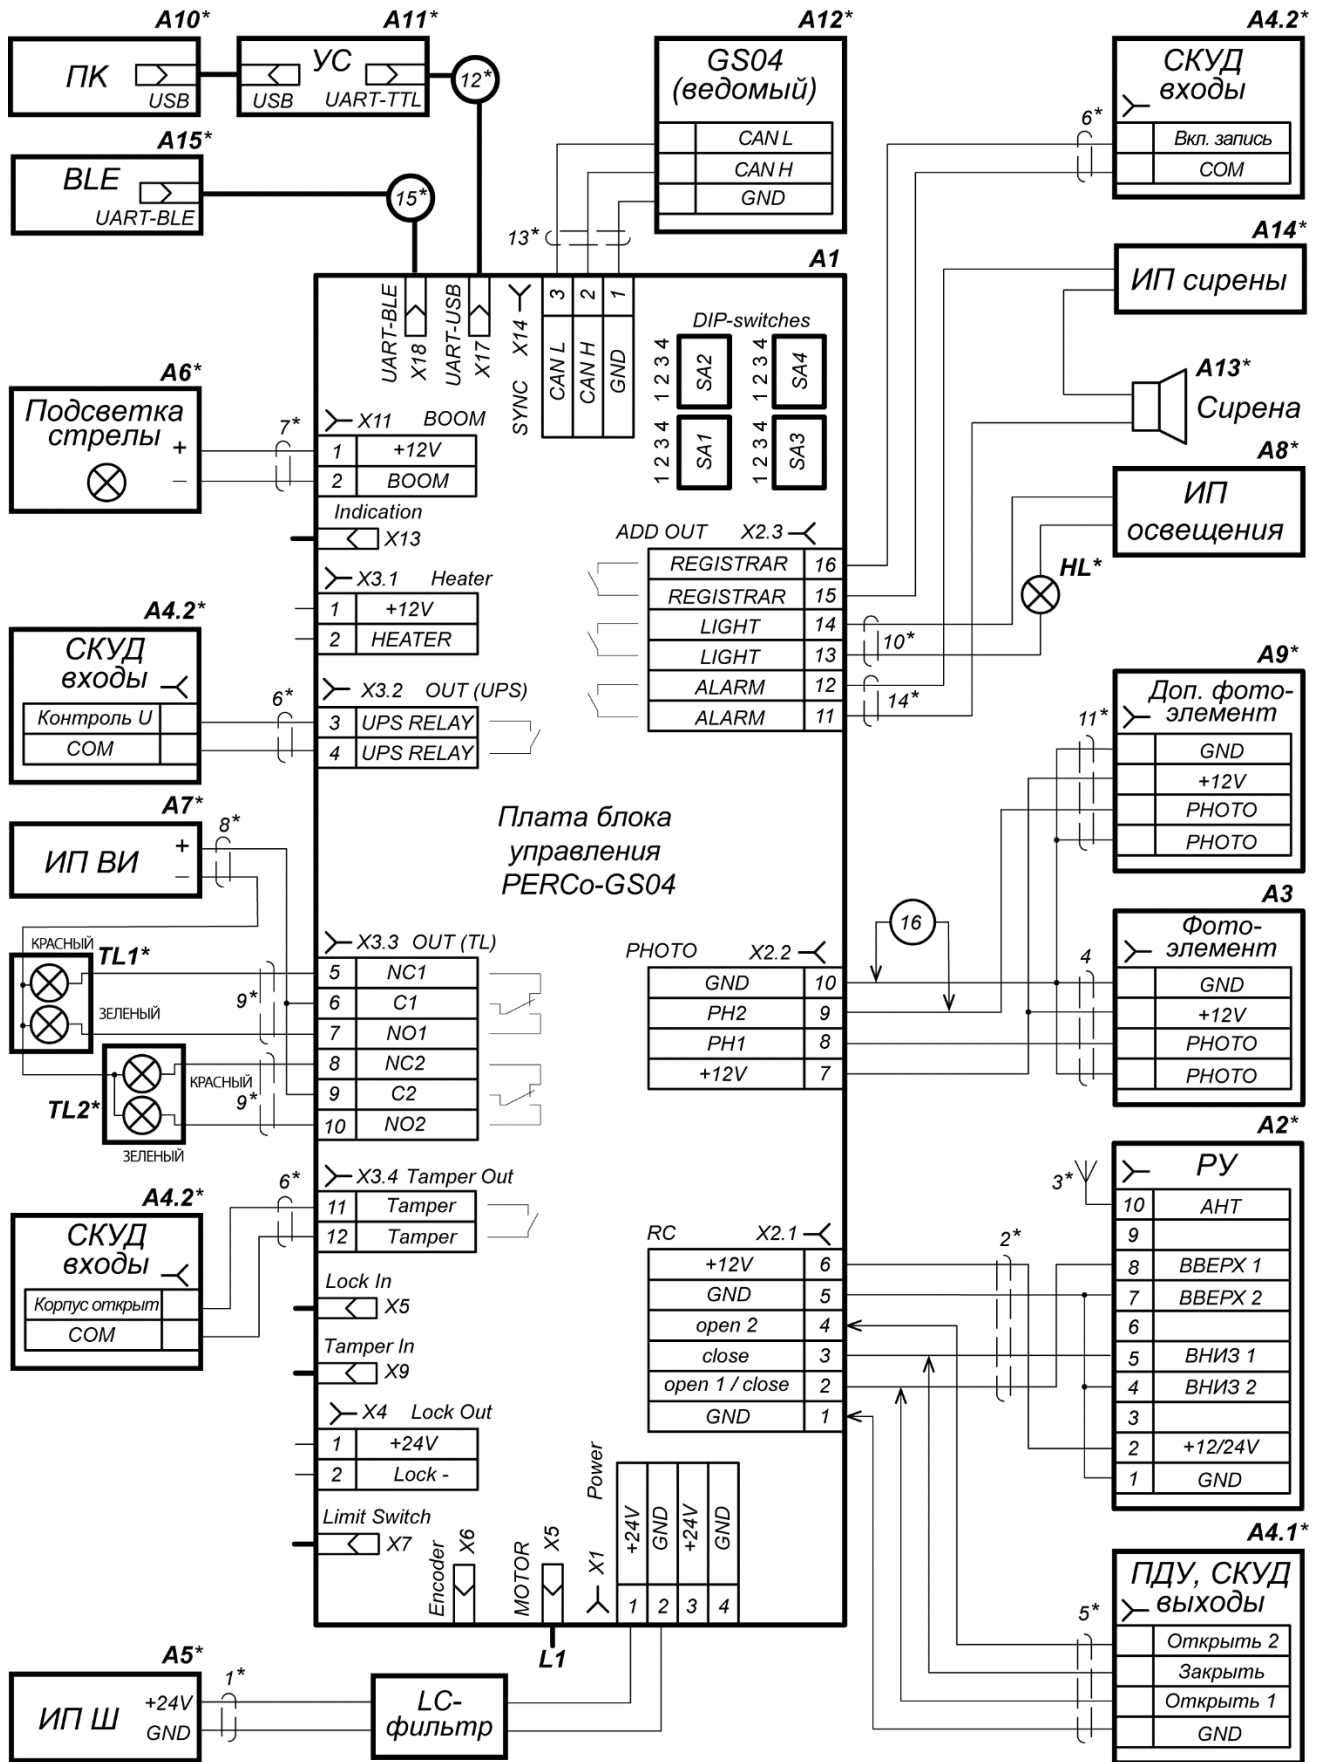 A10*
ПК
USB
A11*
УС
USB
UART-TTL
12*
A15*
BLE
UART-BLE
15*
A12*
GS04
(ведомый)
CAN L
CAN H
GND
13*
A4.2*
СКУД
входы
Вкл. запись
COM
6*
A14*
ИП сирены
A13*
Сирена
A1
UART-BLE
X18
UART-USB
X17
SYNC
X14
3
2
1
CAN L
CAN H
GND
DIP-switches
1 2 3 4
SA2
1 2 3 4
SA4
1 2 3 4
SA1
1 2 3 4
SA3
A6*
Подсветка
стрелы
+
–
7*
X11 BOOM
1 +12V
2 BOOM
Indication
X13
X3.1 Heater
1 +12V
2 HEATER
A4.2*
СКУД
входы
Контроль U
COM
6*
X3.2 OUT (UPS)
3 UPS RELAY
4 UPS RELAY
ADD OUT X2.3
REGISTRAR 16
REGISTRAR 15
LIGHT 14
LIGHT 13
ALARM 12
ALARM 11
10*
14*
A8*
ИП
освещения
HL*
A9*
Доп. фото-
элемент
GND
+12V
PHOTO
PHOTO
11*
Плата блока
управления
PERCo-GS04
A7*
ИП ВИ
+
–
8*
КРАСНЫЙ
TL1*
ЗЕЛЕНЫЙ
9*
КРАСНЫЙ
TL2*
9*
ЗЕЛЕНЫЙ
X3.3 OUT (TL)
5 NC1
6 C1
7 NO1
8 NC2
9 C2
10 NO2
16
PHOTO X2.2
GND 10
PH2 9
PH1 8
+12V 7
A3
Фото-
элемент
GND
+12V
PHOTO
PHOTO
4
A4.2*
СКУД
входы
Корпус открыт
COM
6*
X3.4 Tamper Out
11 Tamper
12 Tamper
Lock In
X5
Tamper In
X9
X4 Lock Out
1 +24V
2 Lock -
Limit Switch
X7
Encoder
X6
MOTOR
X5
L1
RC X2.1
+12V 6
GND 5
open 2 4
close 3
open 1 / close 2
GND 1
2*
3*
A2*
РУ
10 АНТ
9
8 ВВЕРХ 1
7 ВВЕРХ 2
6
5 ВНИЗ 1
4 ВНИЗ 2
3
2 +12/24V
1 GND
Power
X1
+24V
GND
+24V
GND
1
2
3
4
A4.1*
ПДУ, СКУД
выходы
Открыть 2
Закрыть
Открыть 1
GND
5*
A5*
ИП Ш
+24V
GND
1*
LC-
фильтр